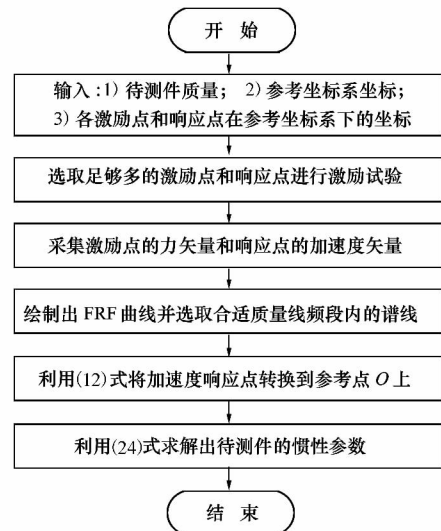 开 始
输入:1) 待测件质量; 2) 参考坐标系坐标;
3) 各激励点和响应点在参考坐标系下的坐标
选取足够多的激励点和响应点进行激励试验
采集激励点的力矢量和响应点的加速度矢量
绘制出 FRF 曲线并选取合适质量线频段内的谱线
利用(12)式将加速度响应点转换到参考点 O 上
利用(24)式求解出待测件的惯性参数
结 束